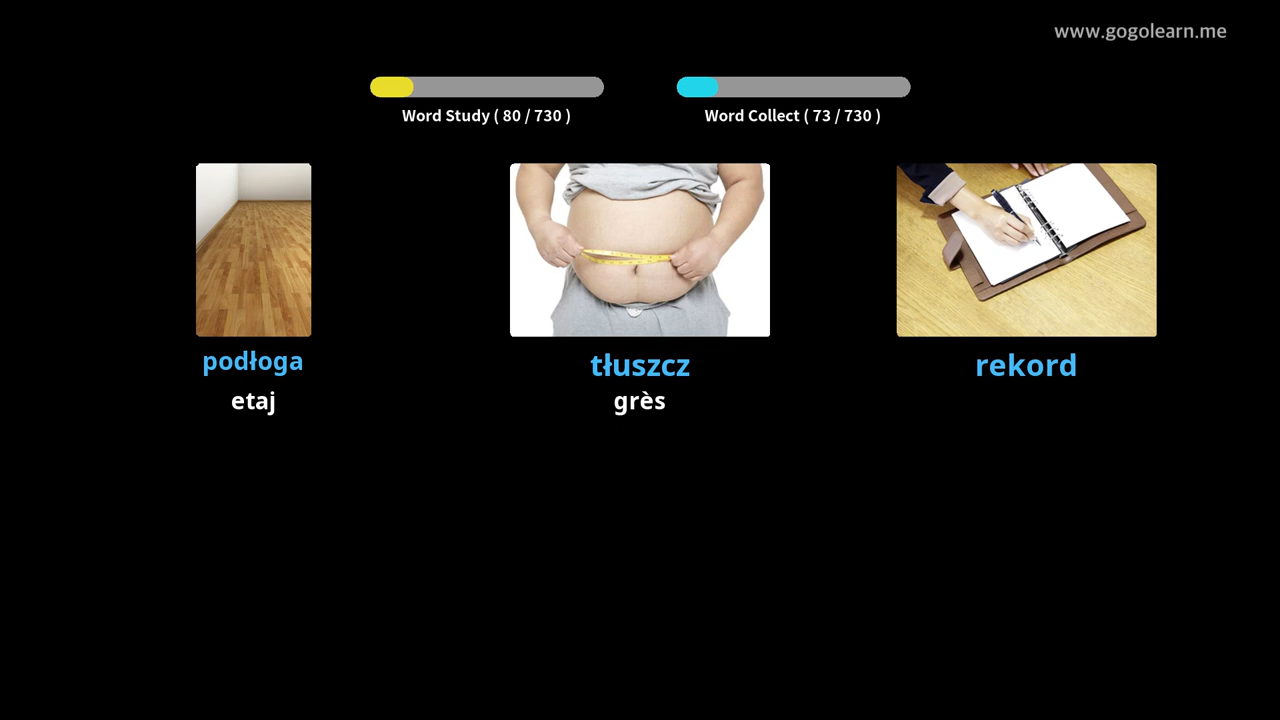 www.gogolearn.me
Word Study ( 80 / 730 )
Word Collect ( 73 / 730 )
podłoga
tłuszcz
rekord
etaj
grès